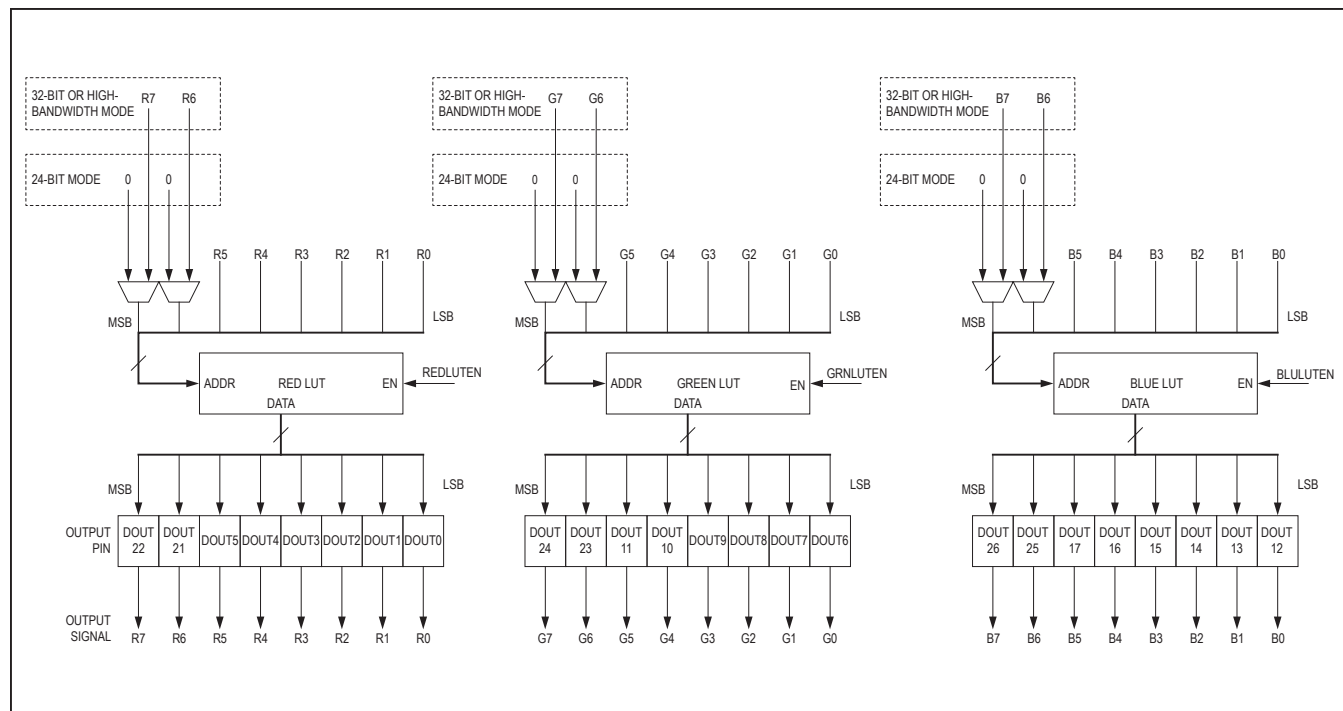 32-BIT OR HIGH-
BANDWIDTH MODE
R7 R6
24-BIT MODE 0 0
R5 R4 R3 R2 R1 R0
MSB
LSB
ADDR RED LUT EN
DATA
REDLUTEN
MSB
LSB
OUTPUT
PIN
DOUT
22
DOUT
21
DOUT5 DOUT4 DOUT3 DOUT2 DOUT1 DOUT0
OUTPUT
SIGNAL
R7 R6 R5 R4 R3 R2 R1 R0
32-BIT OR HIGH-
BANDWIDTH MODE
G7 G6
24-BIT MODE 0 0
G5 G4 G3 G2 G1 G0
MSB
LSB
ADDR GREEN LUT EN
DATA
GRNLUTEN
MSB
LSB
DOUT
24
DOUT
23
DOUT
11
DOUT
10
DOUT9 DOUT8 DOUT7 DOUT6
G7 G6 G5 G4 G3 G2 G1 G0
32-BIT OR HIGH-
BANDWIDTH MODE
B7 B6
24-BIT MODE 0 0
B5 B4 B3 B2 B1 B0
MSB
LSB
ADDR BLUE LUT EN
DATA
BLULUTEN
MSB
LSB
DOUT
26
DOUT
25
DOUT
17
DOUT
16
DOUT
15
DOUT
14
DOUT
13
DOUT
12
B7 B6 B5 B4 B3 B2 B1 B0